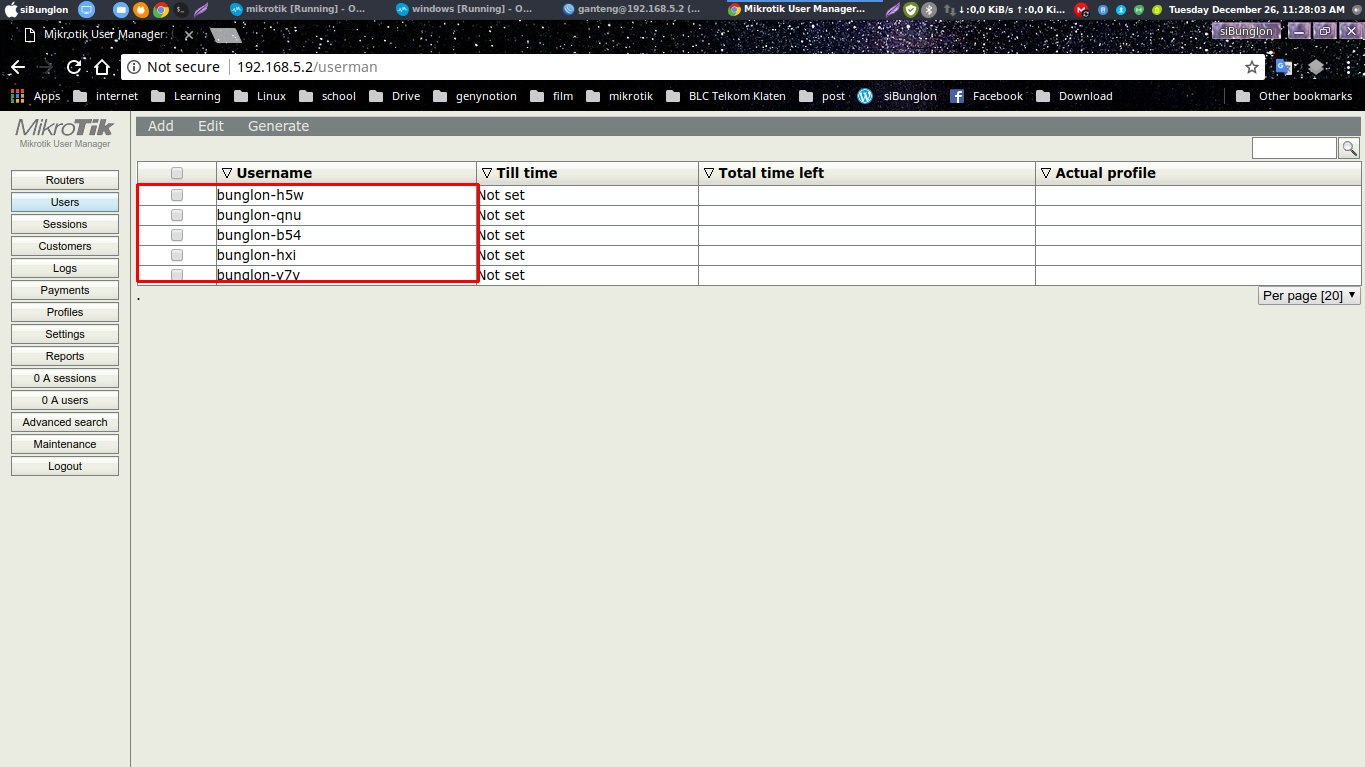 siBunglon mikrotik [Running] - O... windows [Running] - O... ganteng@192.168.5.2 (... Mikrotik User Manager... ↓:0,0 KiB/s ↑:0,0 Ki... Tuesday December 26, 11:28:03 AM
Mikrotik User Manager: siBunglon
Not secure 192.168.5.2/userman
Apps internet Learning Linux school Drive genynotion film mikrotik BLC Telkom Klaten post siBunglon Facebook Download Other bookmarks
MikroTik
Mikrotik User Manager
Add Edit Generate
Routers
Users
Sessions
Customers
Logs
Payments
Profiles
Settings
Reports
0 A sessions
0 A users
Advanced search
Maintenance
Logout
Username Till time Total time left Actual profile
bunglon-h5w Not set
bunglon-qnu Not set
bunglon-b54 Not set
bunglon-hxi Not set
Not set
. Per page [20]